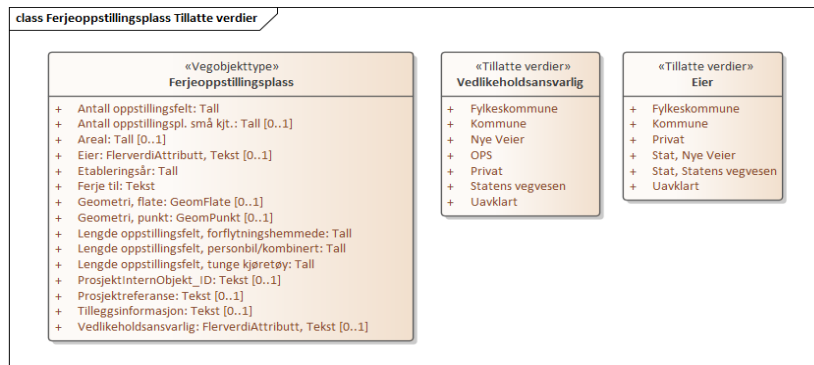 class Ferjeoppstillingsplass Tillatte verdier
«Vegobjekttype»
Ferjeoppstillingsplass
+ Antall oppstillingsfelt: Tall
+ Antall oppstillingspl. små kjt.: Tall [0..1]
+ Areal: Tall [0..1]
+ Eier: FlerverdiAttributt, Tekst [0..1]
+ Etableringsår: Tall
+ Ferje til: Tekst
+ Geometri, flate: GeomFlate [0..1]
+ Geometri, punkt: GeomPunkt [0..1]
+ Lengde oppstillingsfelt, forflytningshemmede: Tall
+ Lengde oppstillingsfelt, personbil/kombinert: Tall
+ Lengde oppstillingsfelt, tunge kjøretøy: Tall
+ ProsjektInternObjekt_ID: Tekst [0..1]
+ Prosjektreferanse: Tekst [0..1]
+ Tilleggsinformasjon: Tekst [0..1]
+ Vedlikeholdsansvarlig: FlerverdiAttributt, Tekst [0..1]
«Tillatte verdier»
Vedlikeholdsansvarlig
+ Fylkeskommune
+ Kommune
+ Nye Veier
+ OPS
+ Privat
+ Statens vegvesen
+ Uavklart
«Tillatte verdier»
Eier
+ Fylkeskommune
+ Kommune
+ Privat
+ Stat, Nye Veier
+ Stat, Statens vegvesen
+ Uavklart